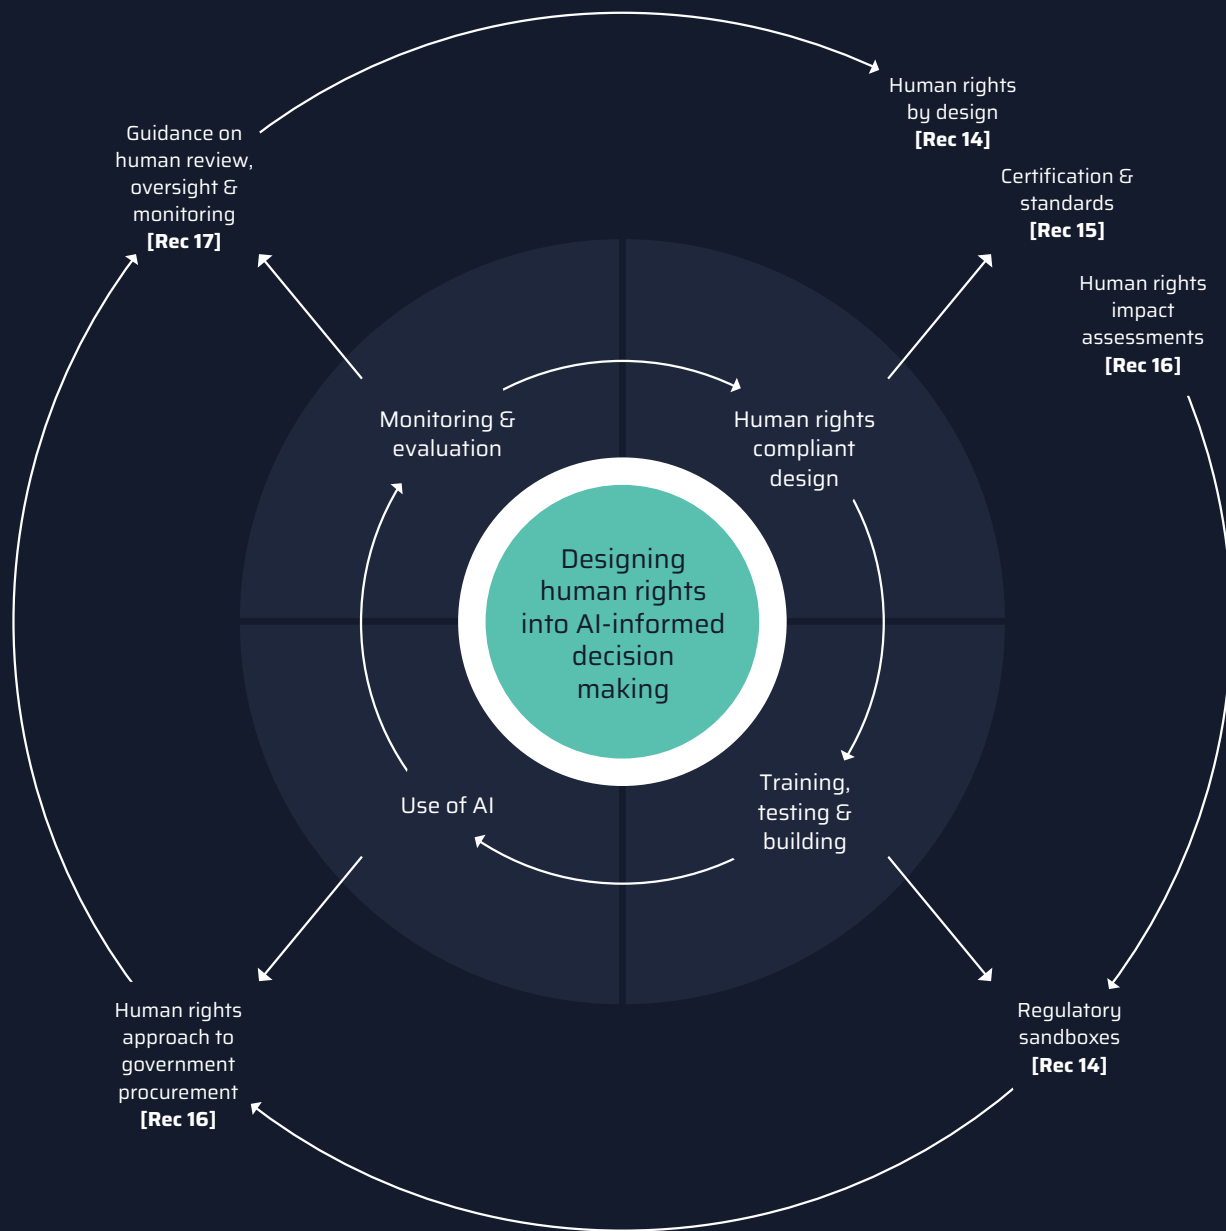 Human rights
by design
[Rec 14]
Guidance on
human review,
oversight &
monitoring
[Rec 17]
Certification &
standards
[Rec 15]
Human rights
impact
assessments
[Rec 16]
Monitoring &
evaluation
Human rights
compliant
design
Designing
human rights
into AI-informed
decision
making
Use of AI
Training,
testing &
building
Human rights
approach to
government
procurement
[Rec 16]
Regulatory
sandboxes
[Rec 14]